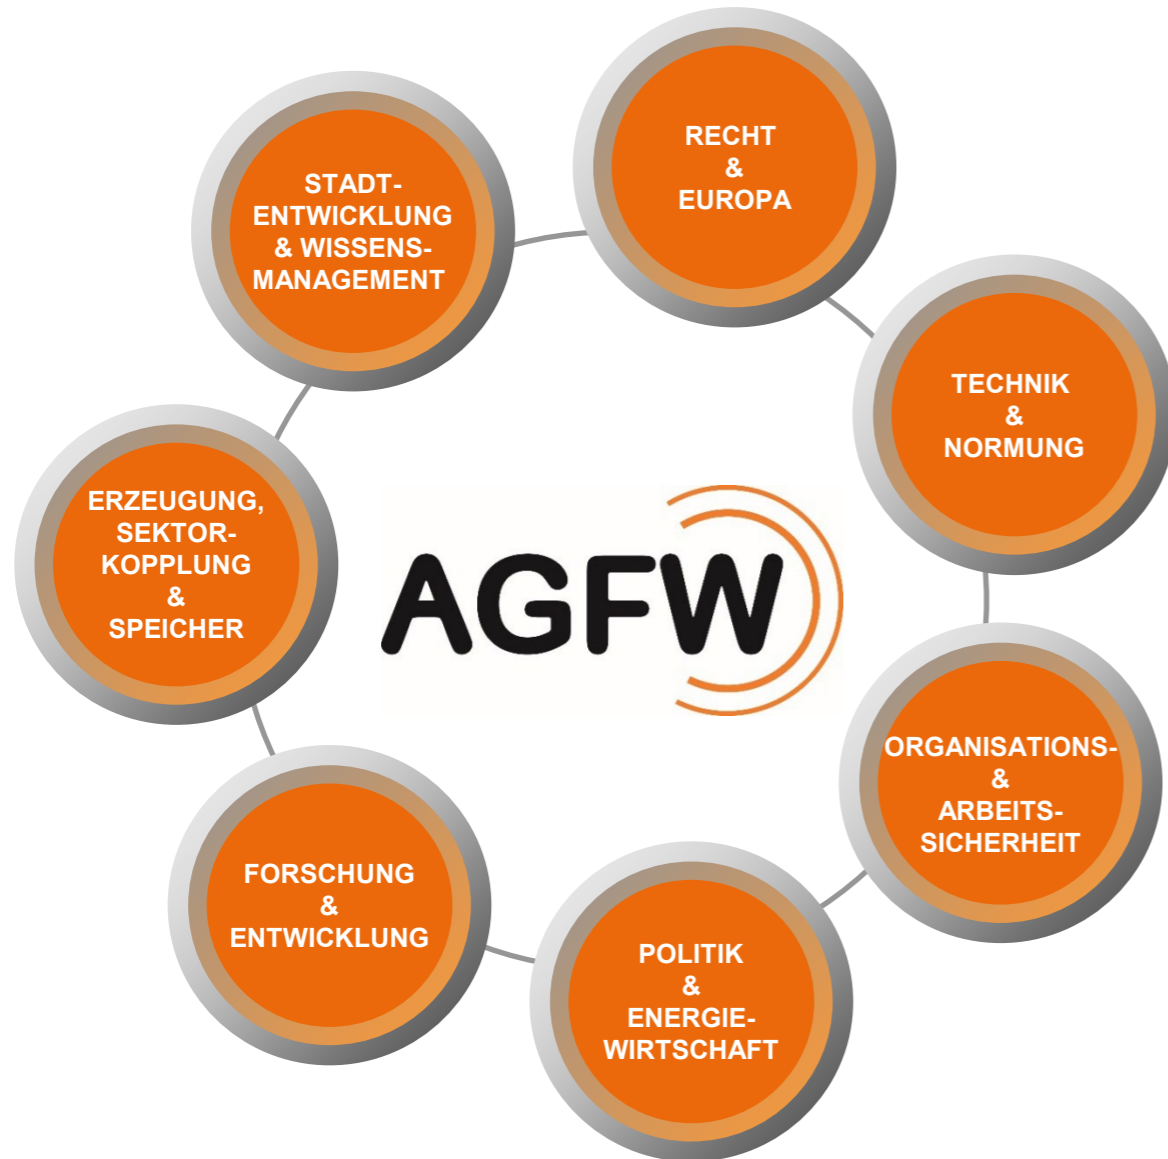 RECHT
&
EUROPA
STADT-
ENTWICKLUNG
& WISSENS-
MANAGEMENT
TECHNIK
&
NORMUNG
ERZEUGUNG,
SEKTOR-
KOPPLUNG
&
SPEICHER
AGFW
ORGANISATIONS-
&
ARBEITS-
SICHERHEIT
FORSCHUNG
&
ENTWICKLUNG
POLITIK
&
ENERGIE-
WIRTSCHAFT